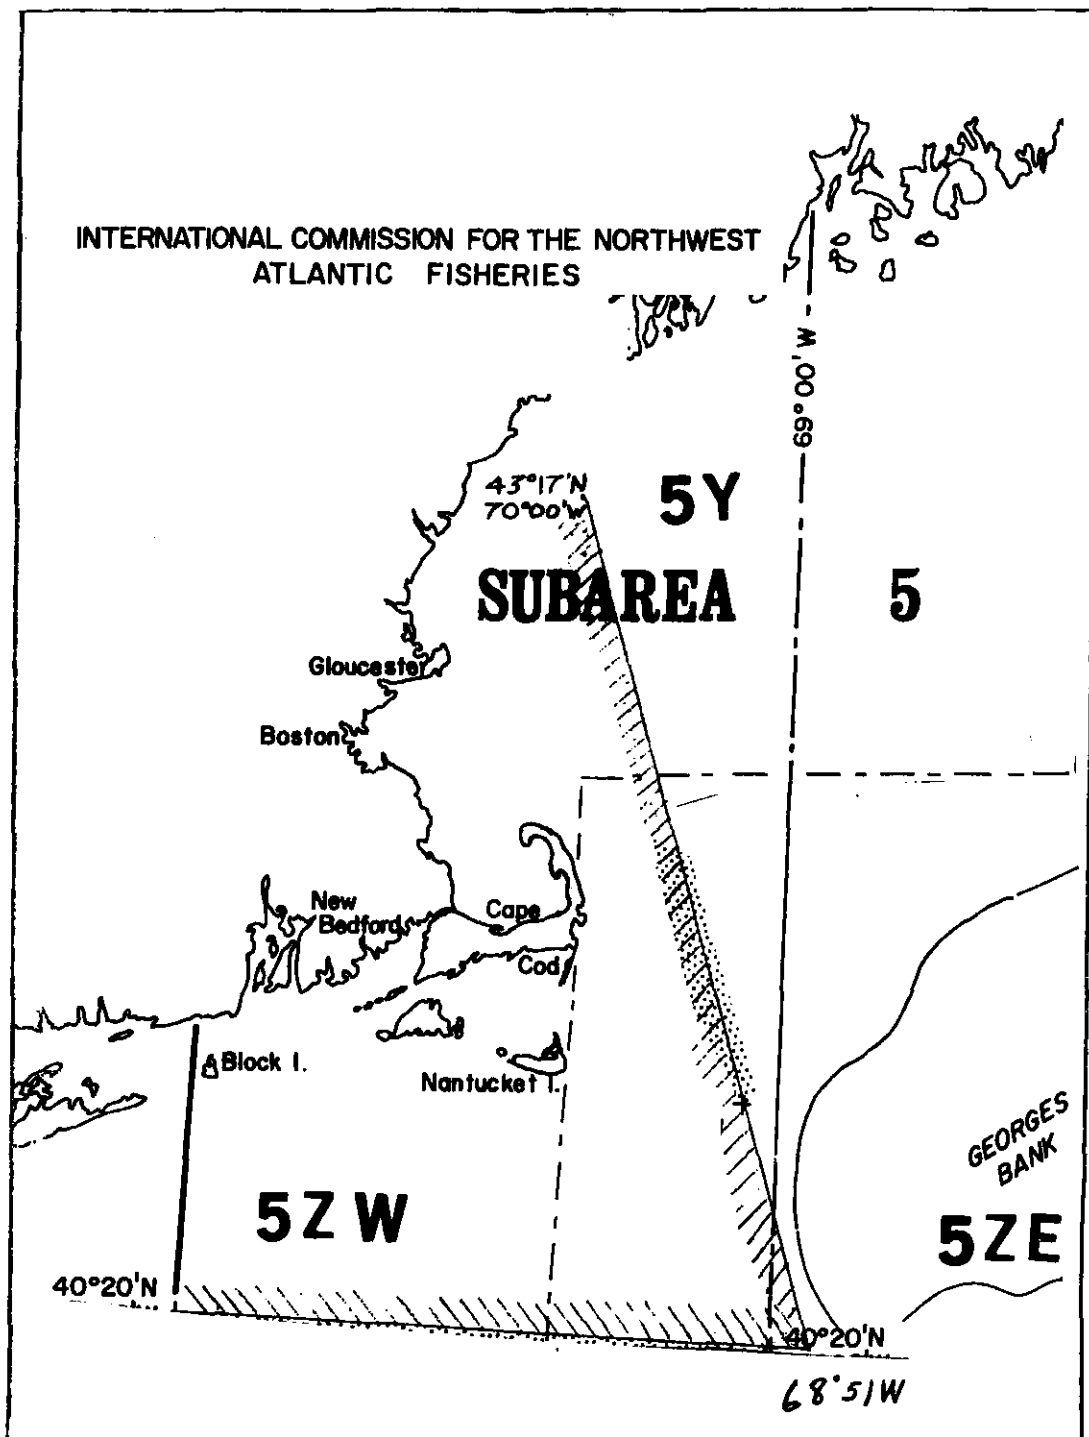 INTERNATIONAL COMMISSION FOR THE NORTHWEST
ATLANTIC FISHERIES
69°00'W
43°17'N
70°00'W
5Y
SUBAREA 5
Gloucester
Boston
New
Bedford
Cape
Cod
Block I.
Nantucket I.
GEORGES
BANK
5ZW
5ZE
40°20'N
40°20'N
68°51W